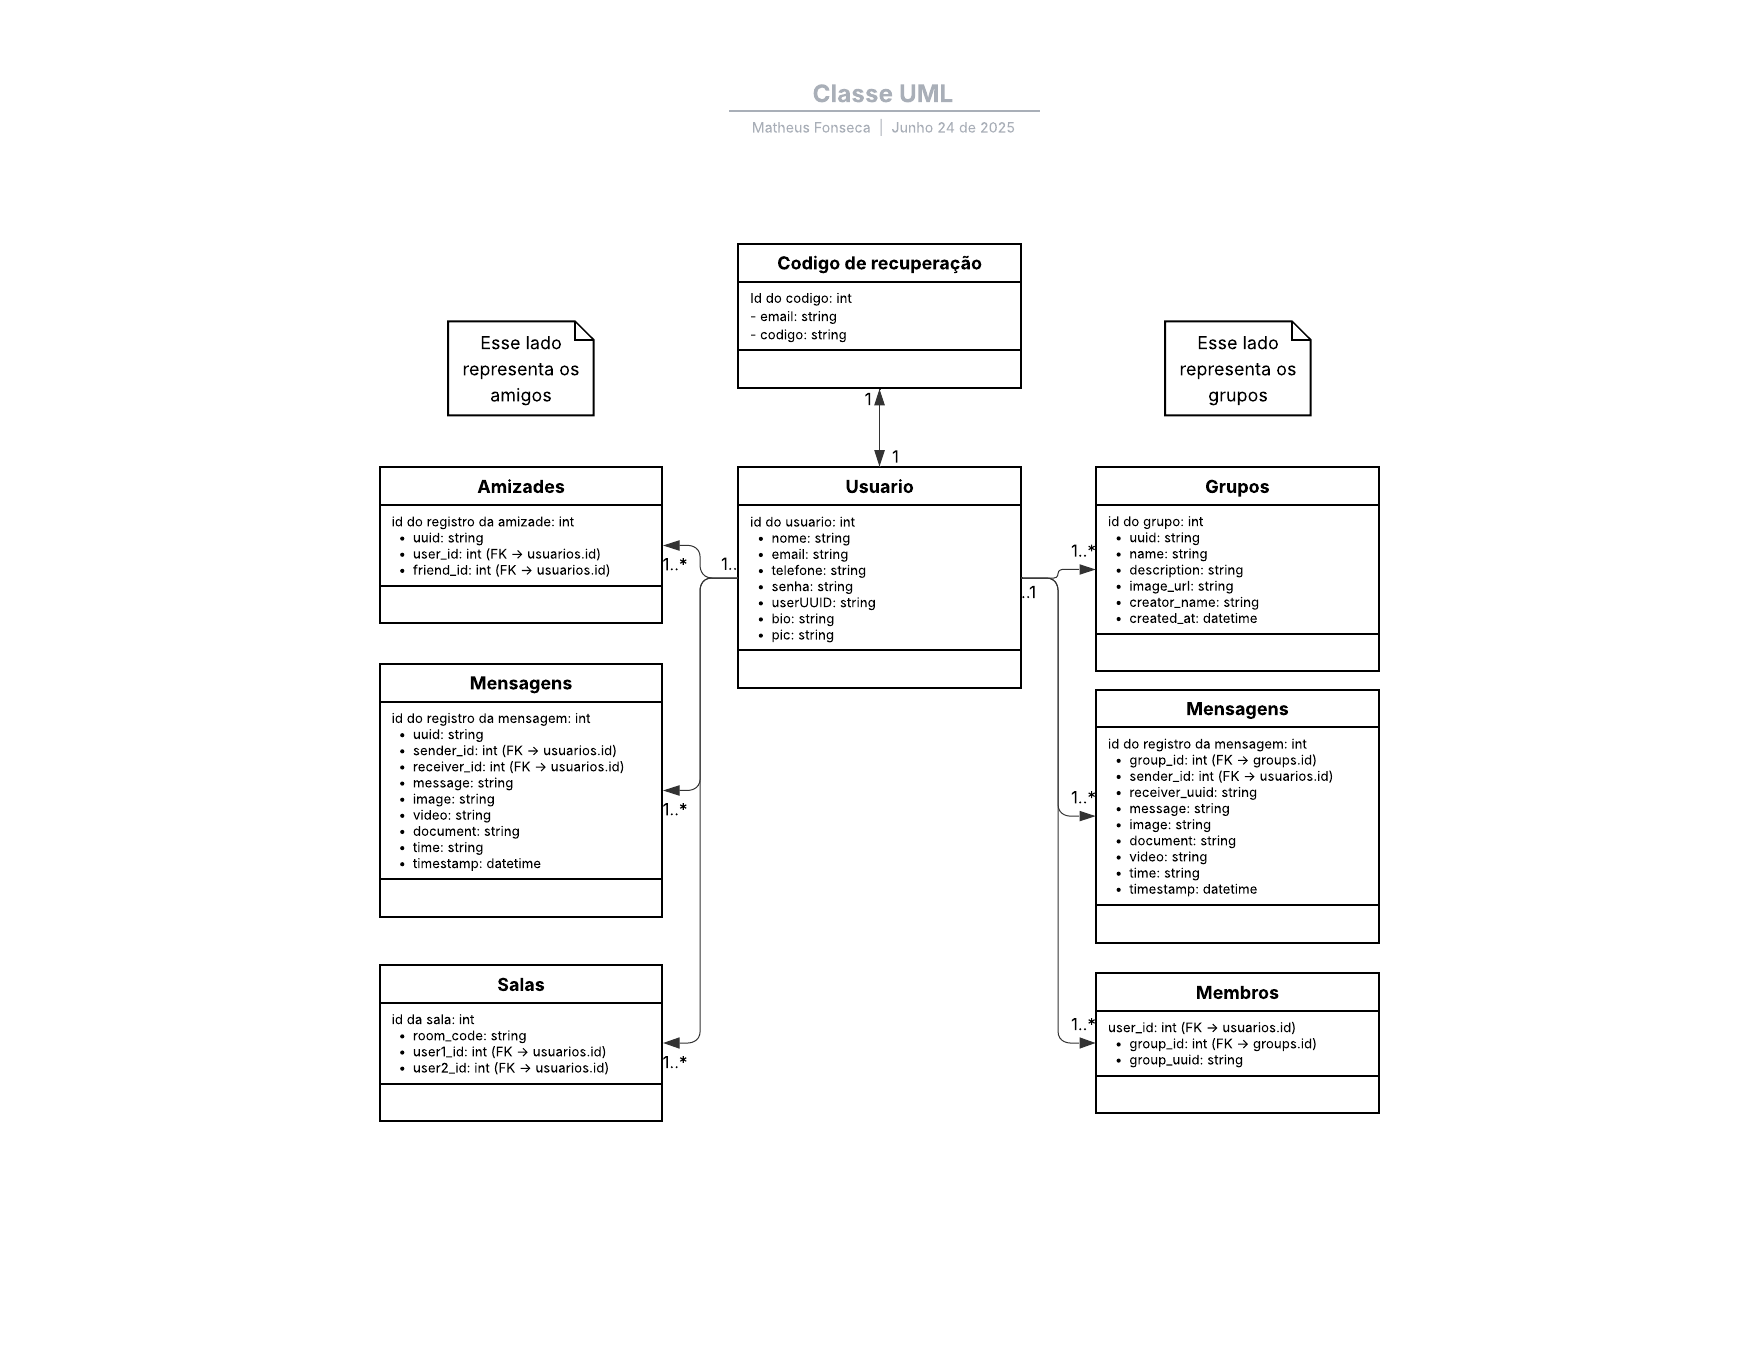 Classe UML
Matheus Fonseca | Junho 24 de 2025
Codigo de recuperação
Id do codigo: int
- email: string
- codigo: string
Esse lado
representa os
amigos
Esse lado
representa os
grupos
1
1
Amizades
id do registro da amizade: int
• uuid: string
• user_id: int (FK → usuarios.id)
• friend_id: int (FK → usuarios.id)
1..*
1..
Usuario
id do usuario: int
• nome: string
• email: string
• telefone: string
• senha: string
• userUUID: string
• bio: string
• pic: string
..1
1..*
Grupos
id do grupo: int
• uuid: string
• name: string
• description: string
• image_url: string
• creator_name: string
• created_at: datetime
Mensagens
id do registro da mensagem: int
• uuid: string
• sender_id: int (FK → usuarios.id)
• receiver_id: int (FK → usuarios.id)
• message: string
• image: string
• video: string
• document: string
• time: string
• timestamp: datetime
1..*
Mensagens
id do registro da mensagem: int
• group_id: int (FK → groups.id)
• sender_id: int (FK → usuarios.id)
• receiver_uuid: string
• message: string
• image: string
• document: string
• video: string
• time: string
• timestamp: datetime
1..*
Salas
id da sala: int
• room_code: string
• user1_id: int (FK → usuarios.id)
• user2_id: int (FK → usuarios.id)
1..*
Membros
user_id: int (FK → usuarios.id)
• group_id: int (FK → groups.id)
• group_uuid: string
1..*